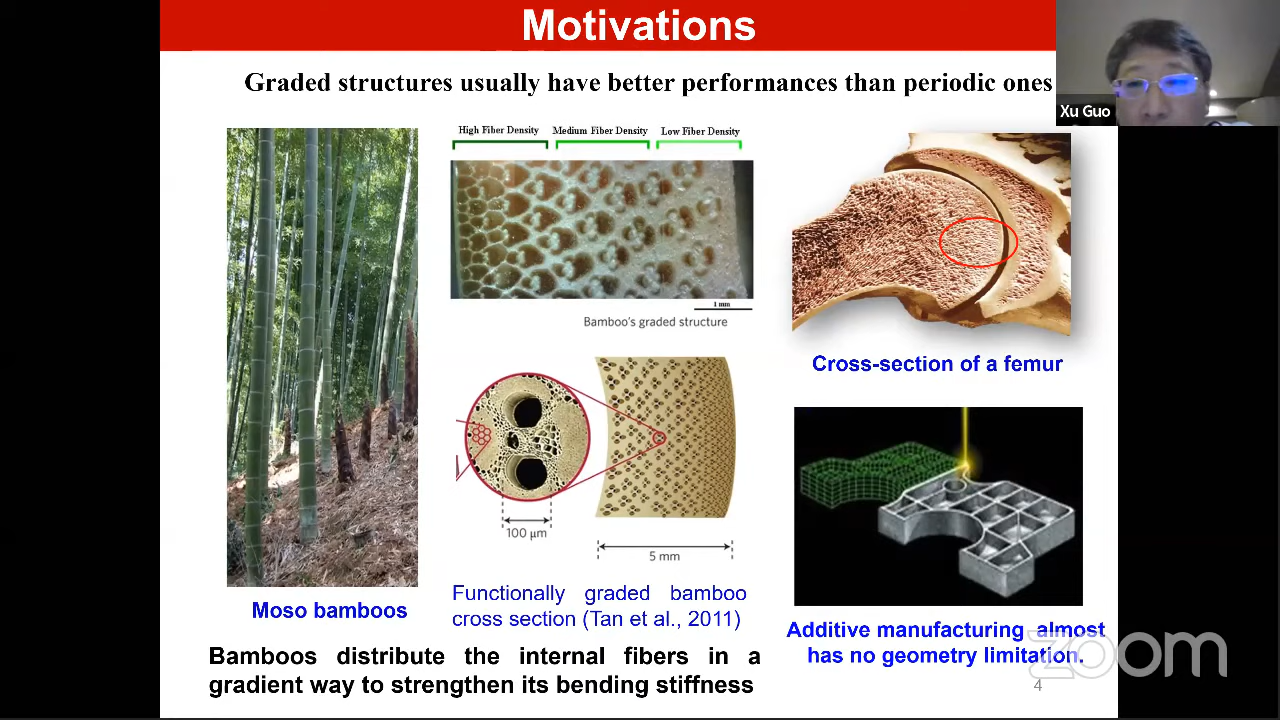 Motivations
Graded structures usually have better performances than periodic ones
Xu Guo
High Fiber Density Medium Fiber Density Low Fiber Density
1 mm
Bamboo's graded structure
Cross-section of a femur
100 µm
5 mm
Moso bamboos
Functionally graded bamboo
cross section (Tan et al., 2011)
Additive manufacturing almost
has no geometry limitation.
Bamboos distribute the internal fibers in a
gradient way to strengthen its bending stiffness
4
zoom